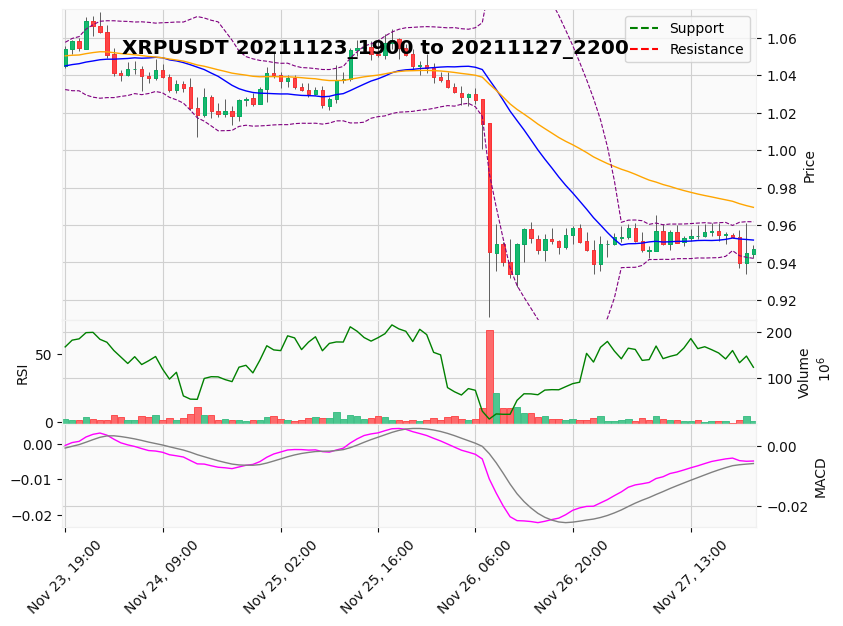 XRPUSDT 20211123_1900 to 20211127_2200
Support
Resistance
1.06
1.04
1.02
1.00
0.98
0.96
0.94
0.92
Price
50
0
RSI
200
100
Volume
10^6
0.00
−0.01
−0.02
0.00
−0.02
MACD
Nov 23, 19:00
Nov 24, 09:00
Nov 25, 02:00
Nov 25, 16:00
Nov 26, 06:00
Nov 26, 20:00
Nov 27, 13:00